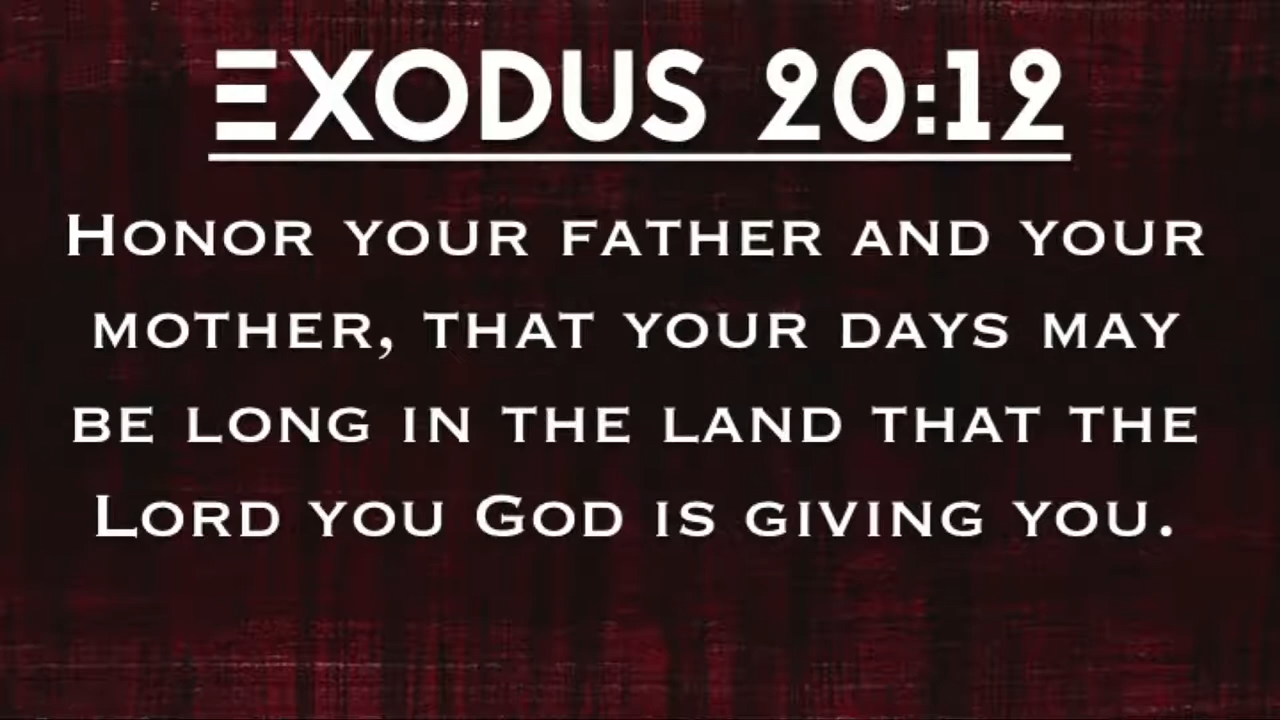 EXODUS 20:12
HONOR YOUR FATHER AND YOUR
MOTHER, THAT YOUR DAYS MAY
BE LONG IN THE LAND THAT THE
LORD YOU GOD IS GIVING YOU.